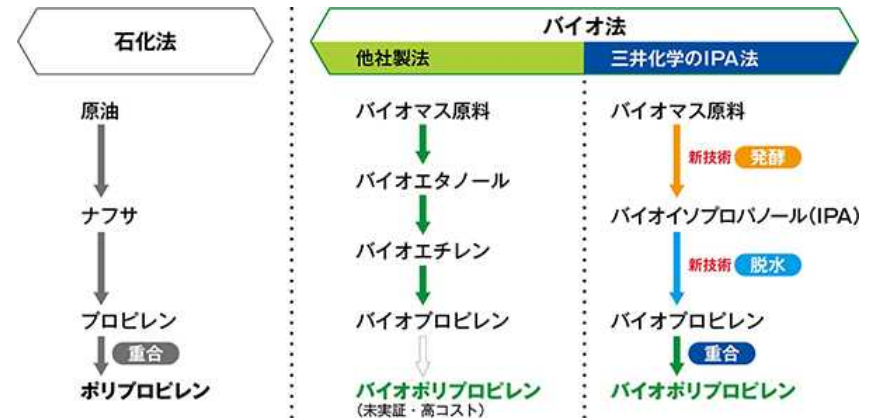 石化法
バイオ法
他社製法
三井化学のIPA法
原油
ナフサ
プロピレン
重合
ポリプロピレン
バイオマス原料
バイオエタノール
バイオエチレン
バイオプロピレン
バイオポリプロピレン
(未実証・高コスト)
バイオマス原料
新技術 発酵
バイオイソプロパノール(IPA)
新技術 脱水
バイオプロピレン
重合
バイオポリプロピレン